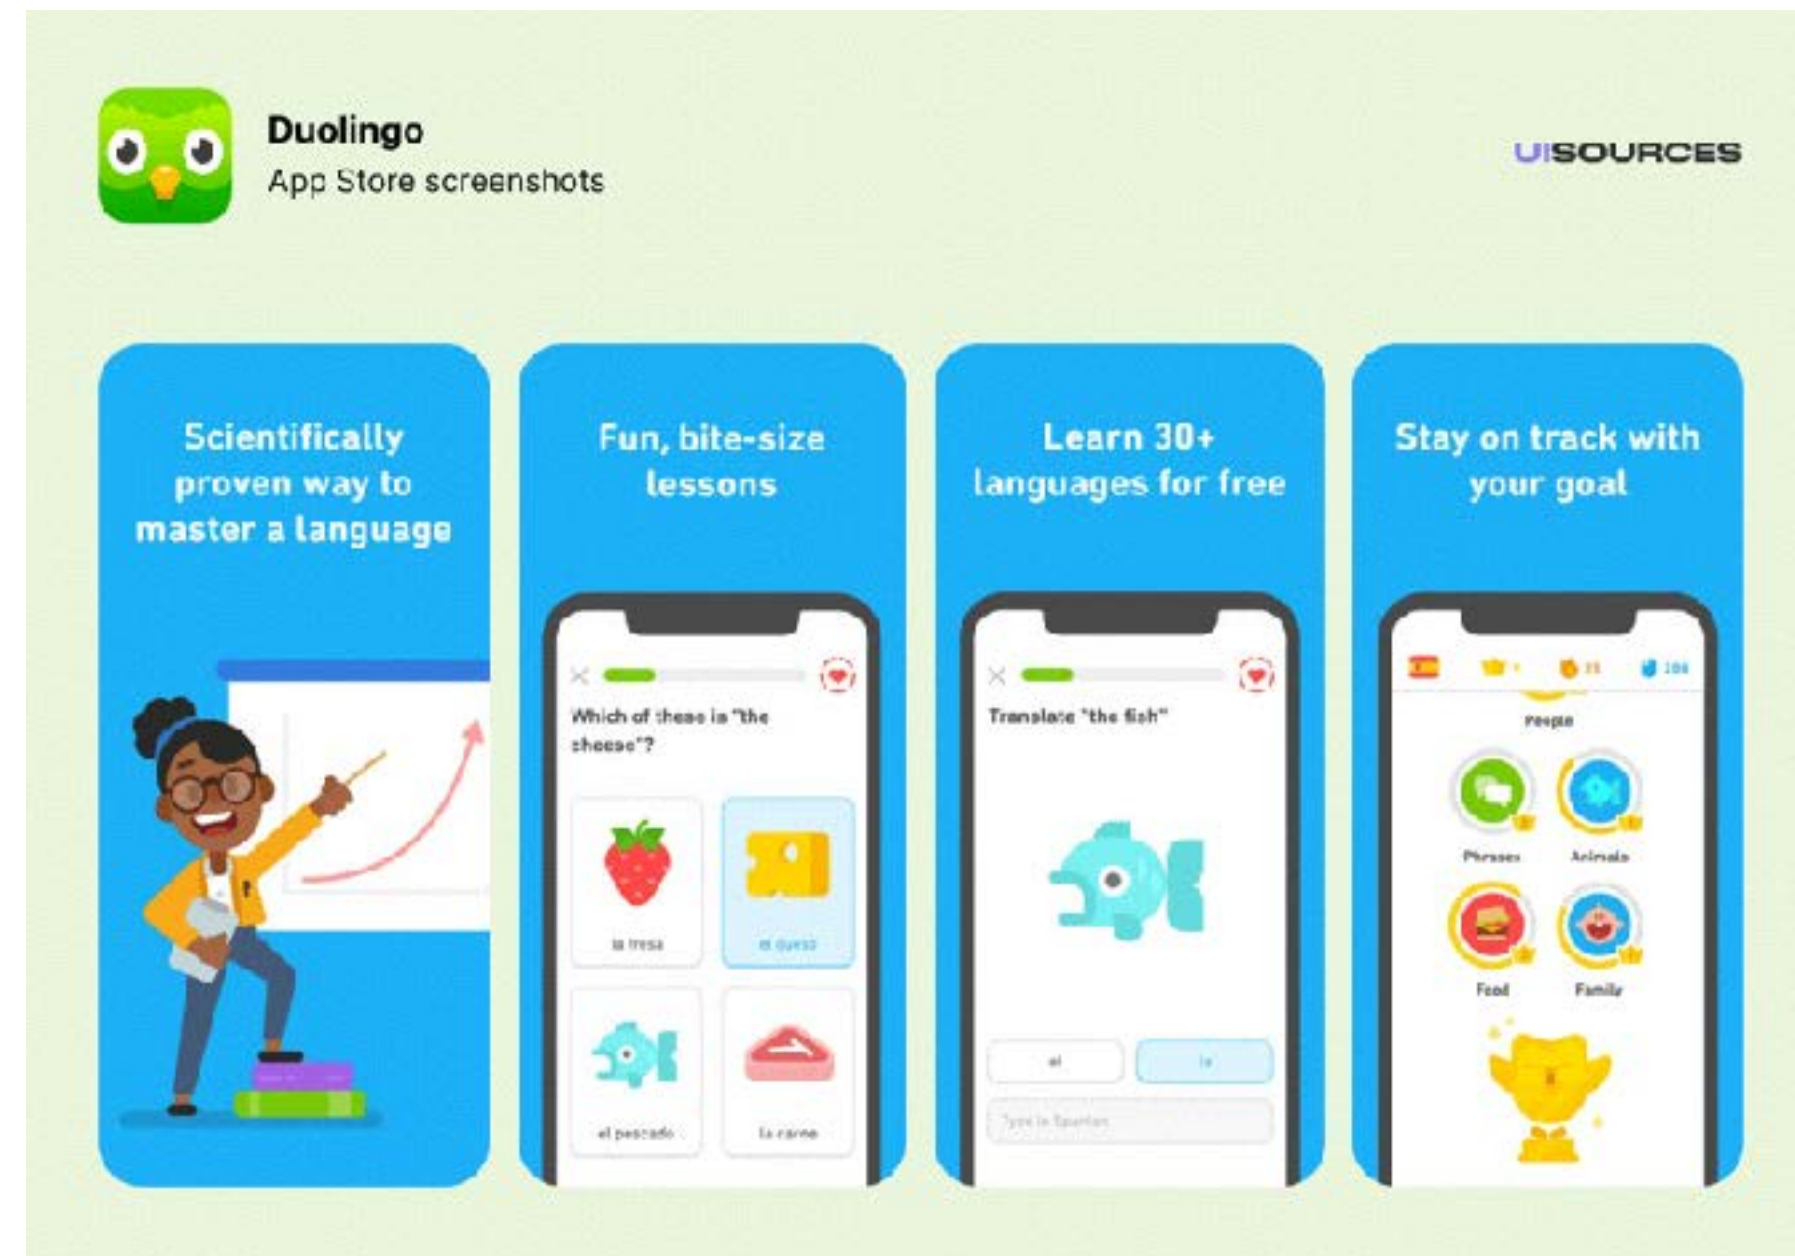 Duolingo
App Store screenshots
UISOURCES
Scientifically
proven way to
master a language
Fun, bite-size
lessons
Which of these is "the
cheese"?
la fresa
el queso
el pescado
la carne
Learn 30+
languages for free
Translate "the fish"
el
la
Type in Spanish
Stay on track with
your goal
People
Phrases
Animals
Food
Family